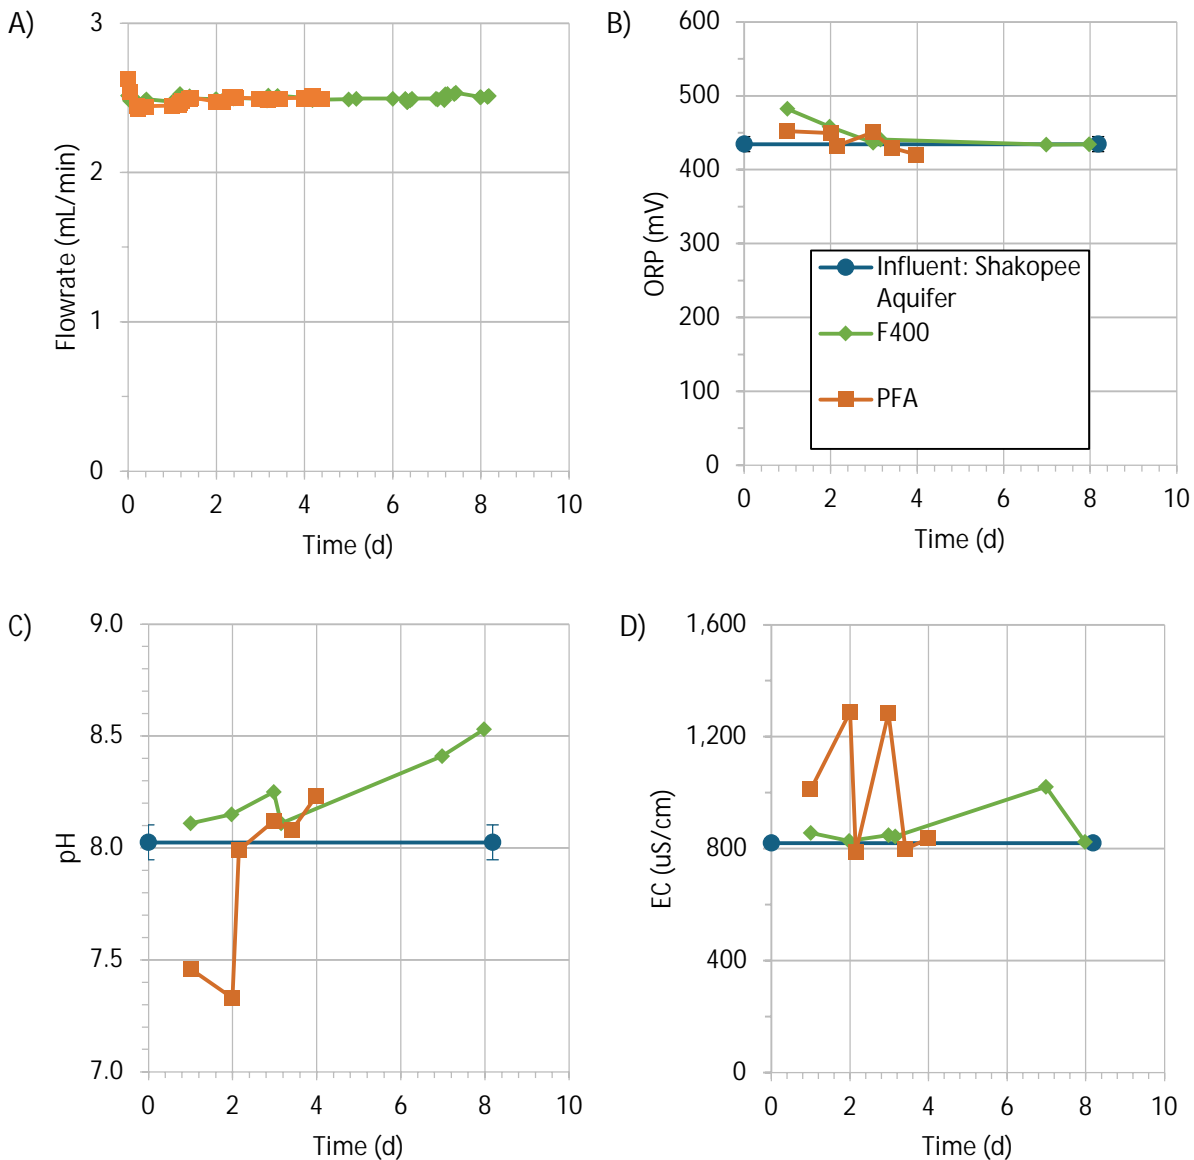 A)
3
2
1
0
Flowrate (mL/min)
0 2 4 6 8 10
Time (d)
B)
600
500
400
300
200
100
0
ORP (mV)
Influent: Shakopee
Aquifer
F400
PFA
0 2 4 6 8 10
Time (d)
C)
9.0
8.5
8.0
7.5
7.0
pH
0 2 4 6 8 10
Time (d)
D)
1,600
1,200
800
400
0
EC (uS/cm)
0 2 4 6 8 10
Time (d)